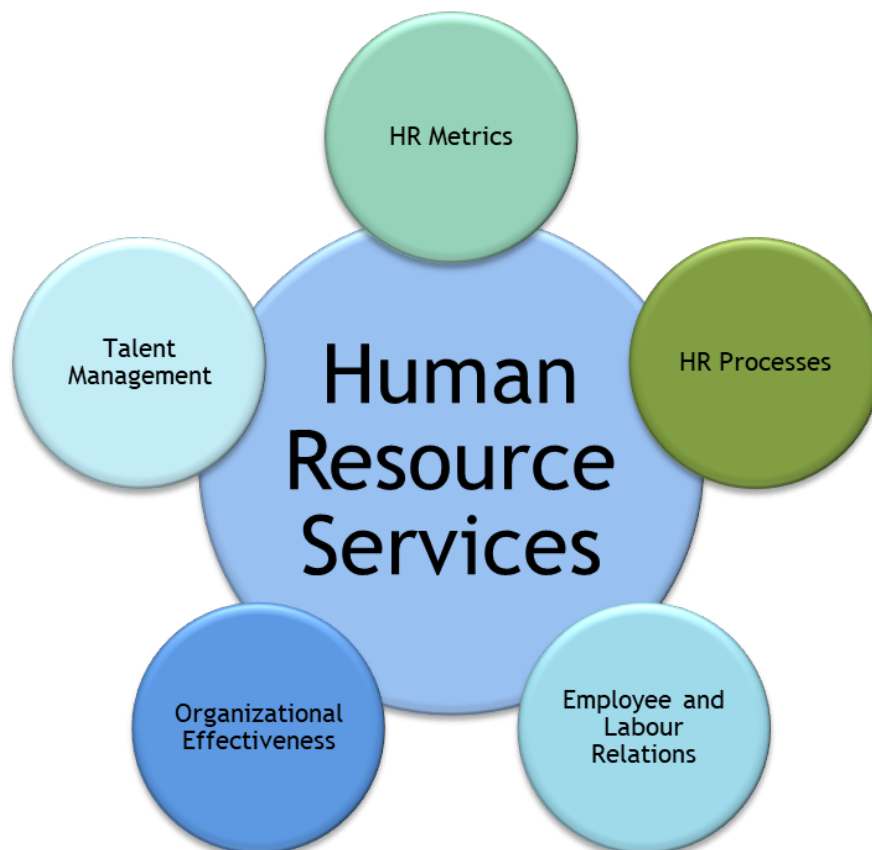 HR Metrics
Talent
Management
Human
Resource
Services
HR Processes
Organizational
Effectiveness
Employee and
Labour
Relations